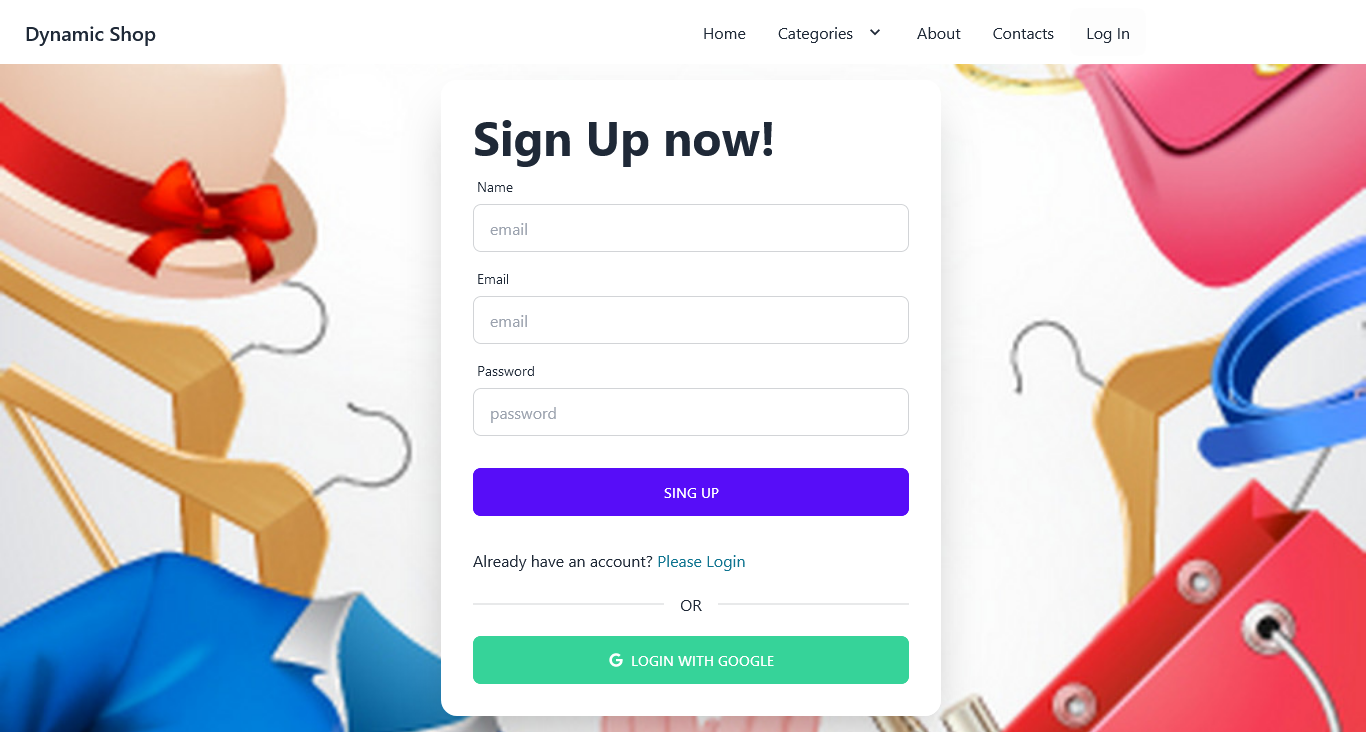 Dynamic Shop
Home Categories About Contacts Log In
Sign Up now!
Name
email
Email
email
Password
password
SING UP
Already have an account? Please Login
OR
LOGIN WITH GOOGLE